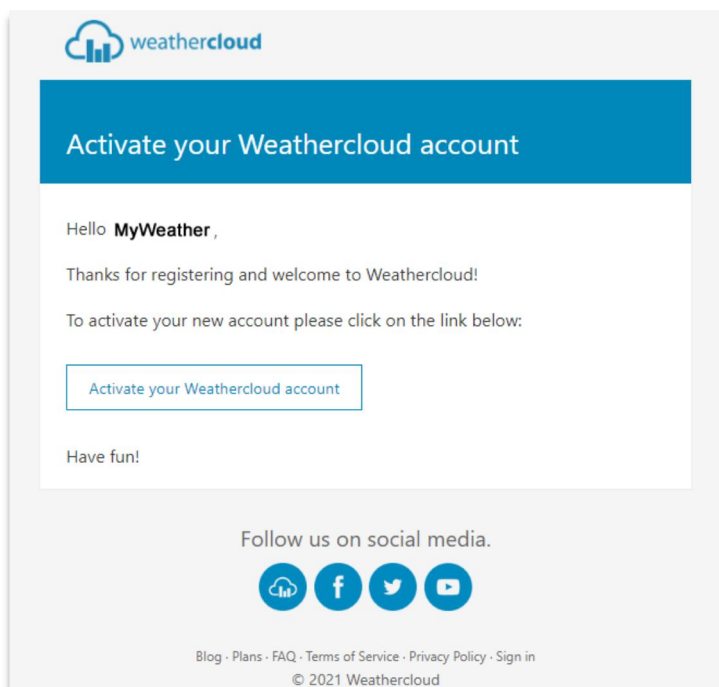 weathercloud
Activate your Weathercloud account
Hello MyWeather,
Thanks for registering and welcome to Weathercloud!
To activate your new account please click on the link below:
Activate your Weathercloud account
Have fun!
Follow us on social media.
Blog · Plans · FAQ · Terms of Service · Privacy Policy · Sign in
© 2021 Weathercloud